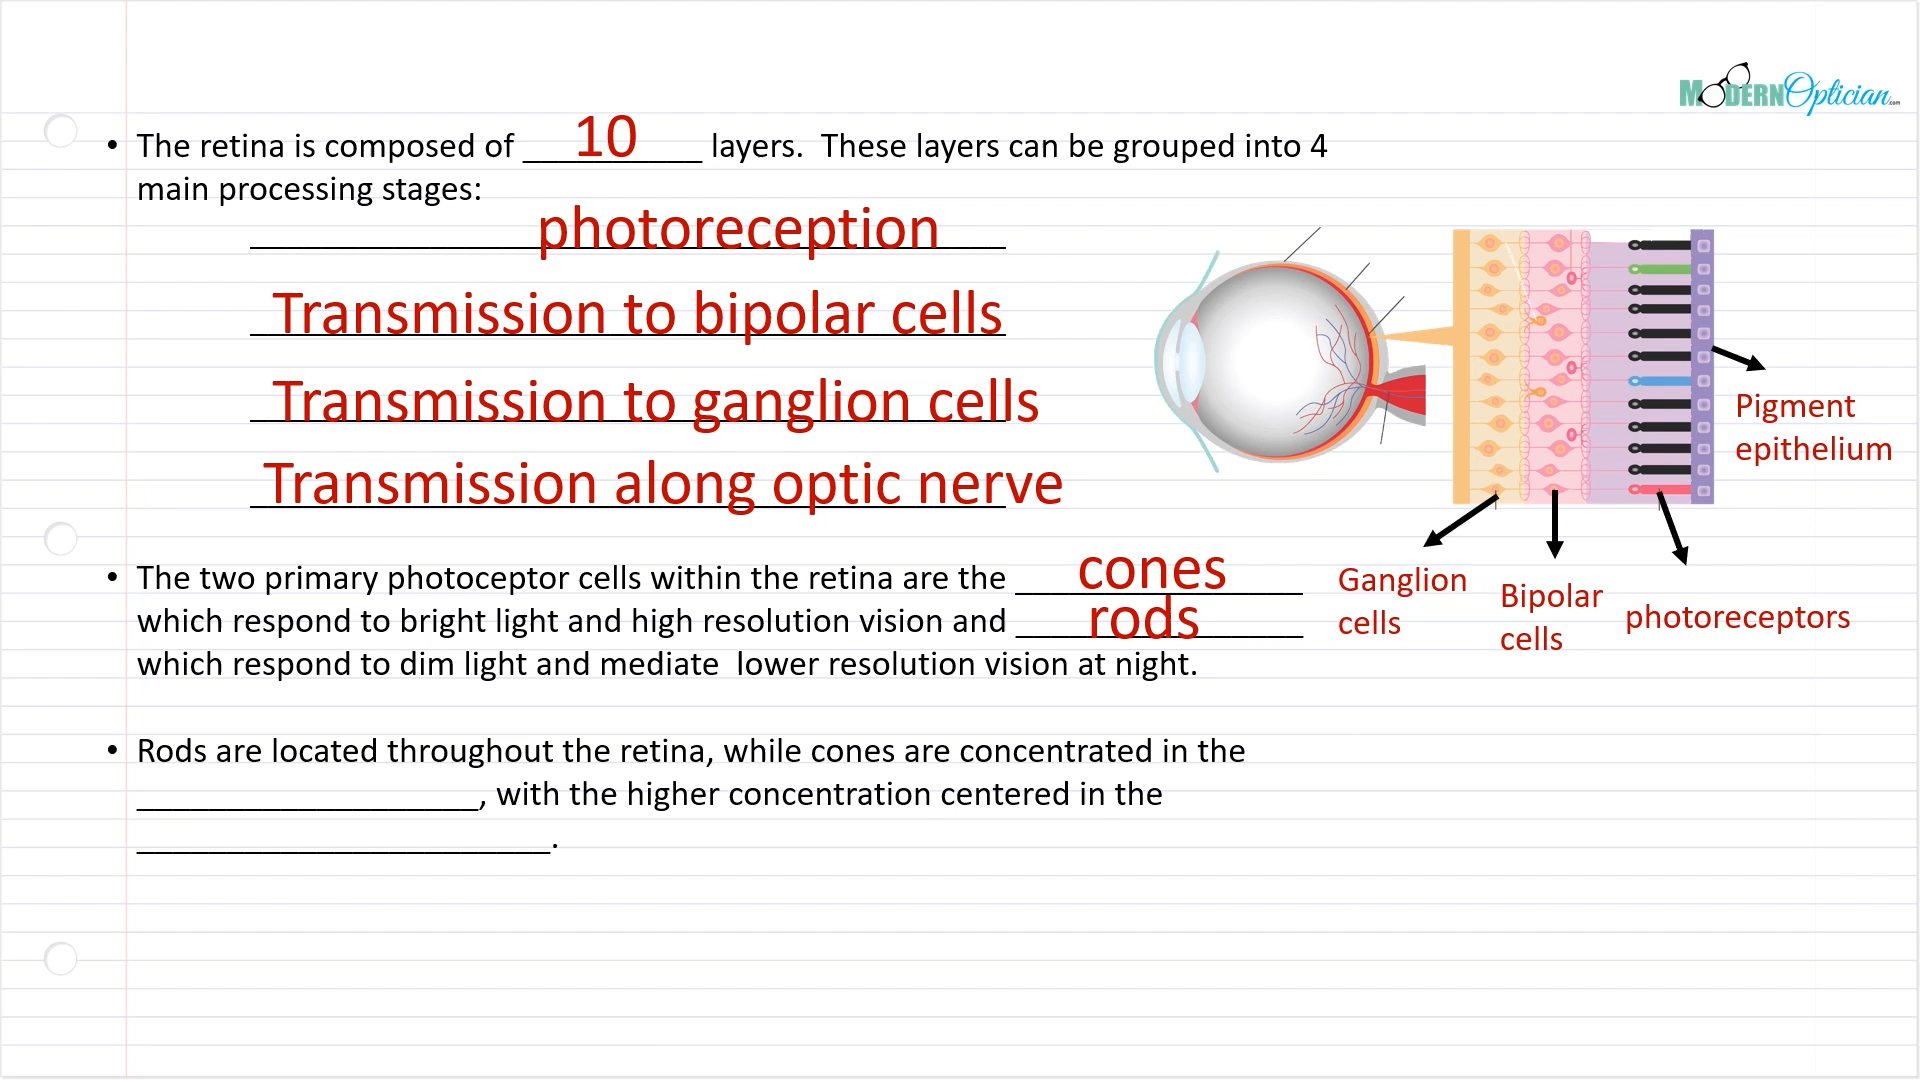 MODERNOptician.com
• The retina is composed of __________ 10 layers.  These layers can be grouped into 4
main processing stages:
photoreception
Transmission to bipolar cells
Transmission to ganglion cells
Transmission along optic nerve
• The two primary photoceptor cells within the retina are the cones
which respond to bright light and high resolution vision and rods
which respond to dim light and mediate  lower resolution vision at night.
• Rods are located throughout the retina, while cones are concentrated in the
___________________, with the higher concentration centered in the
_______________________.
Pigment
epithelium
Ganglion
cells
Bipolar
cells
photoreceptors